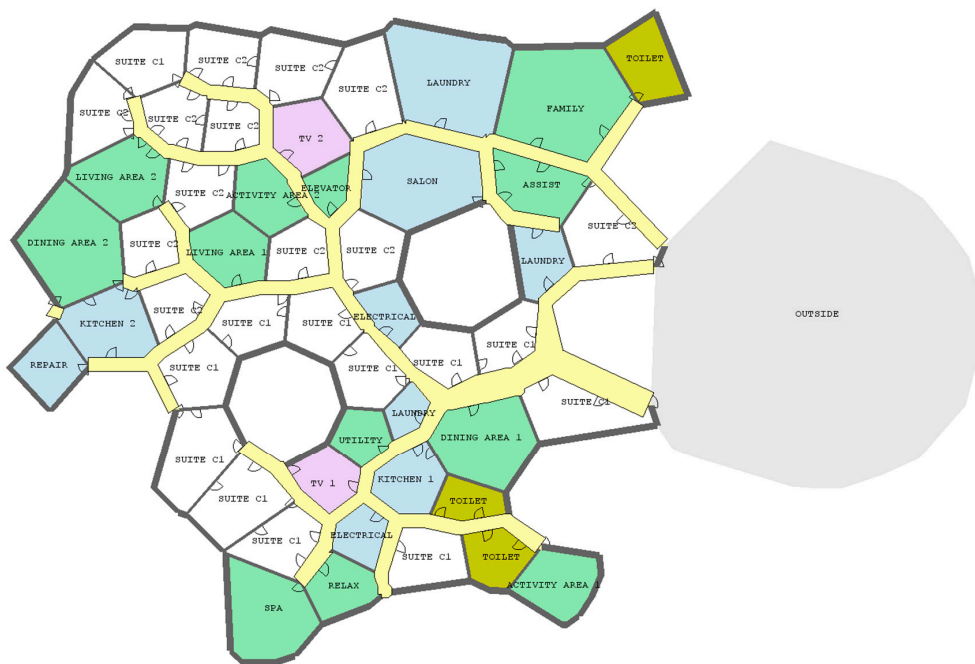 TOILET
SUITE C1
SUITE C2
SUITE C2
LAUNDRY
SUITE C2
SUITE C2
SUITE C2
SUITE C2
FAMILY
TV 2
LIVING AREA 2
SALON
ASSIST
ELEVATOR
SUITE C2
ACTIVITY AREA 2
SUITE C2
DINING AREA 2
SUITE C2
LIVING AREA 1
SUITE C2
SUITE C2
LAUNDRY
SUITE C2
KITCHEN 2
SUITE C1
SUITE C1
ELECTRICAL
OUTSIDE
SUITE C1
REPAIR
SUITE C1
SUITE C1
SUITE C1
SUITE C1
LAUNDRY
UTILITY
DINING AREA 1
SUITE C1
TV 1
KITCHEN 1
SUITE C1
TOILET
SUITE C1
ELECTRICAL
SUITE C1
TOILET
SPA
RELAX
ACTIVITY AREA 1